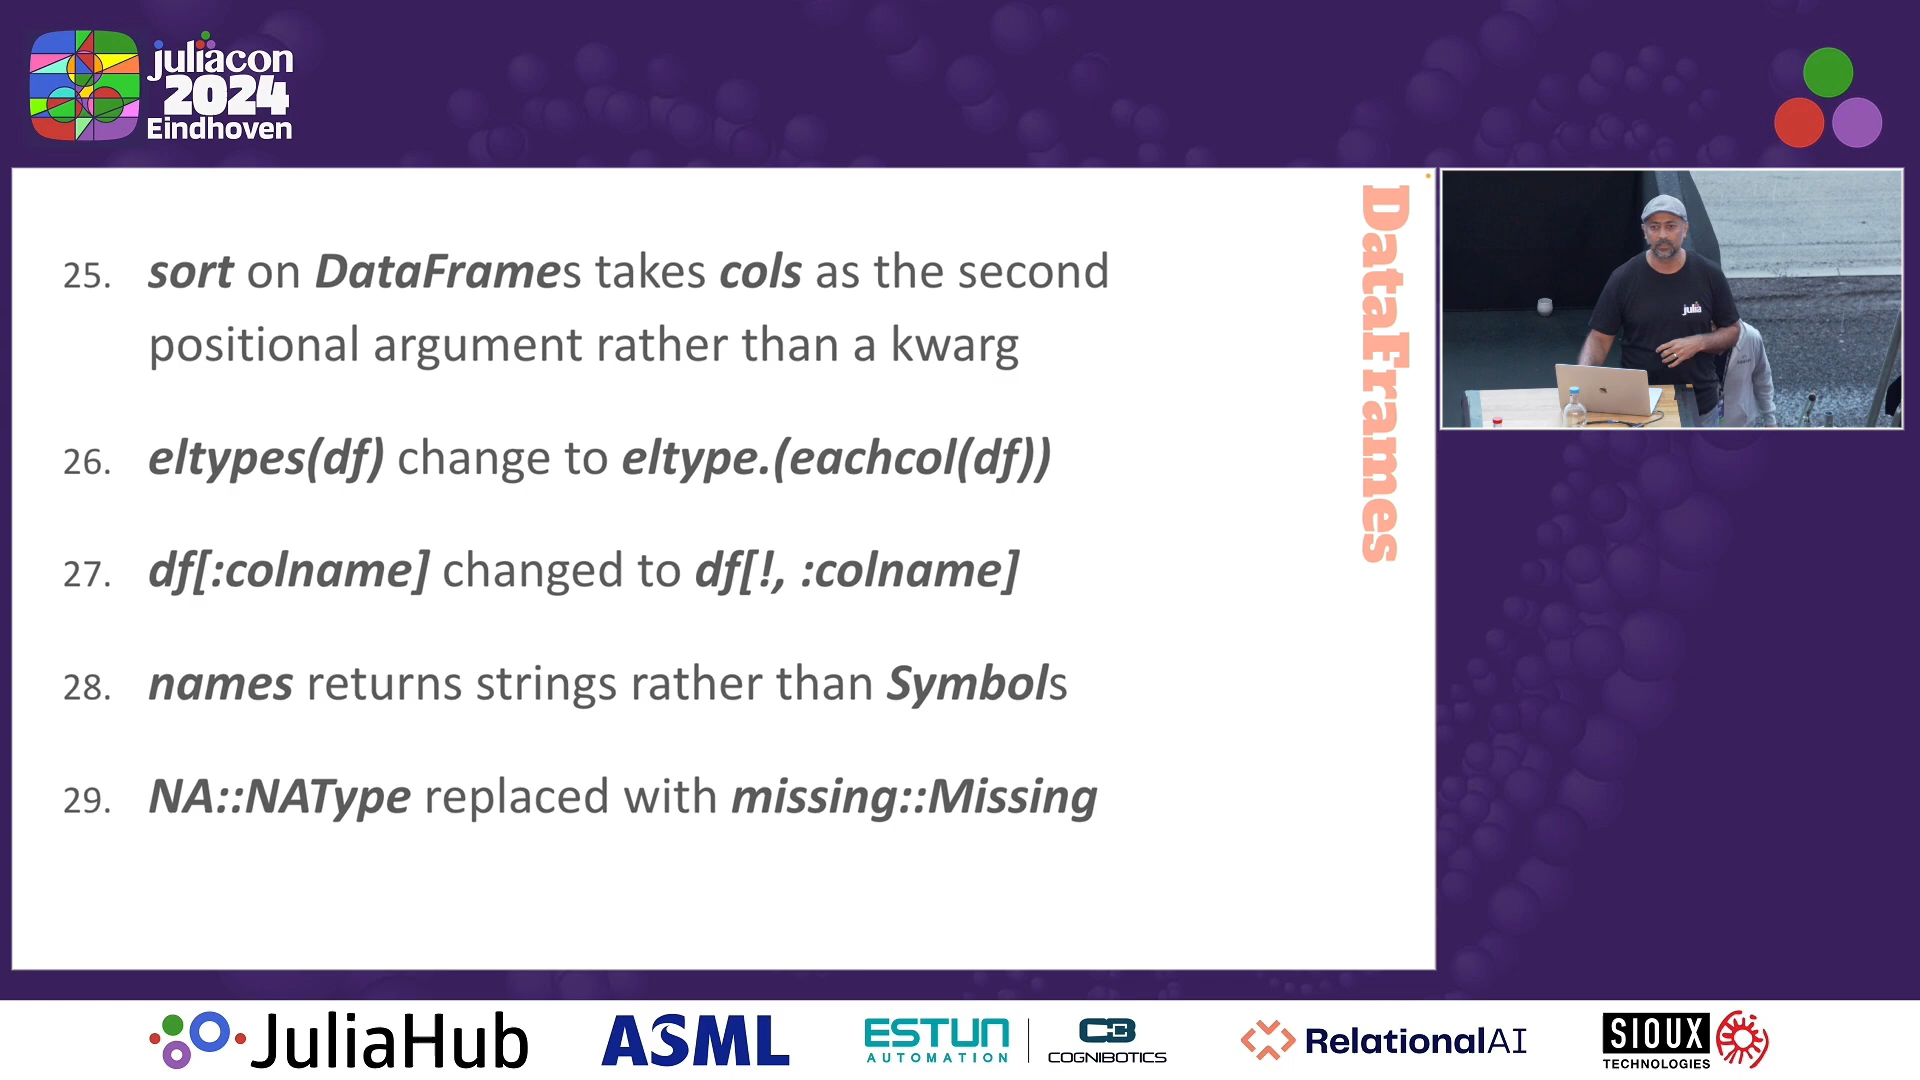 juliacon
2024
Eindhoven
25. sort on DataFrames takes cols as the second
positional argument rather than a kwarg
26. eltypes(df) change to eltype.(eachcol(df))
27. df[:colname] changed to df[!, :colname]
28. names returns strings rather than Symbols
29. NA::NAType replaced with missing::Missing
DataFrames
julia
JuliaHub
ASML
ESTUN
AUTOMATION
COGNIBOTICS
RelationalAI
SIOUX
TECHNOLOGIES